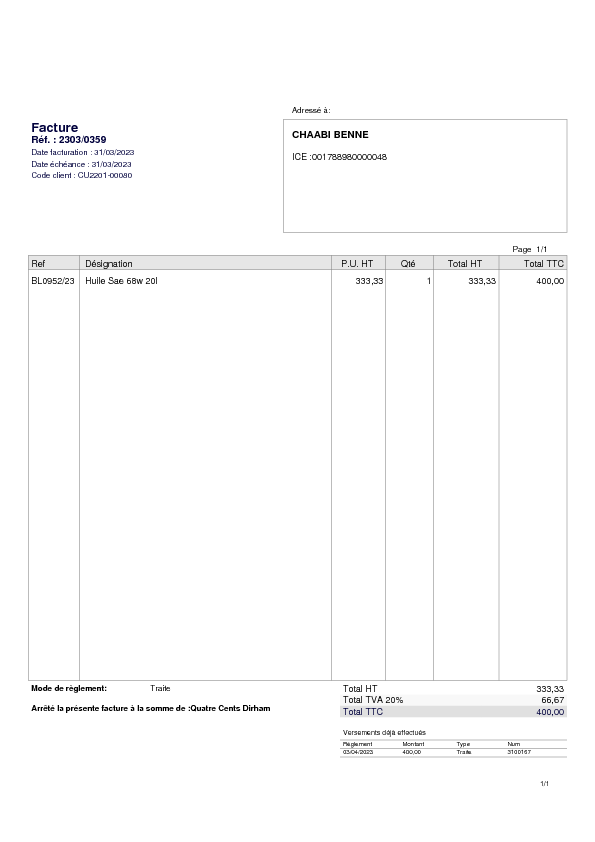 Adressé à:
Facture
Réf. : 2303/0359
Date facturation : 31/03/2023
Date échéance : 31/03/2023
Code client : CU2201-00080
CHAABI BENNE
ICE :001788980000048
Page 1/1
Ref Désignation P.U. HT Qté Total HT Total TTC
BL0952/23 Huile Sae 68w 20l 333,33 1 333,33 400,00
Mode de règlement: Traite
Arrêté la présente facture à la somme de :Quatre Cents Dirham
Total HT 333,33
Total TVA 20% 66,67
Total TTC 400,00
Versements déjà effectués
Règlement Montant Type Num
03/04/2023 400,00 Traite 3100167
1/1